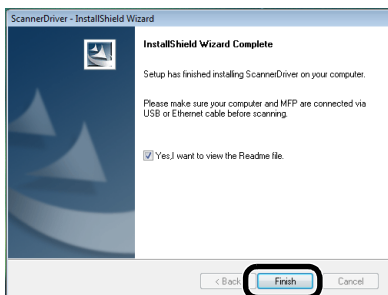 ScannerDriver - InstallShield Wizard
InstallShield Wizard Complete
Setup has finished installing ScannerDriver on your computer.
Please make sure your computer and MFP are connected via
USB or Ethernet cable before scanning.
Yes,I want to view the Readme file.
< Back
Finish
Cancel